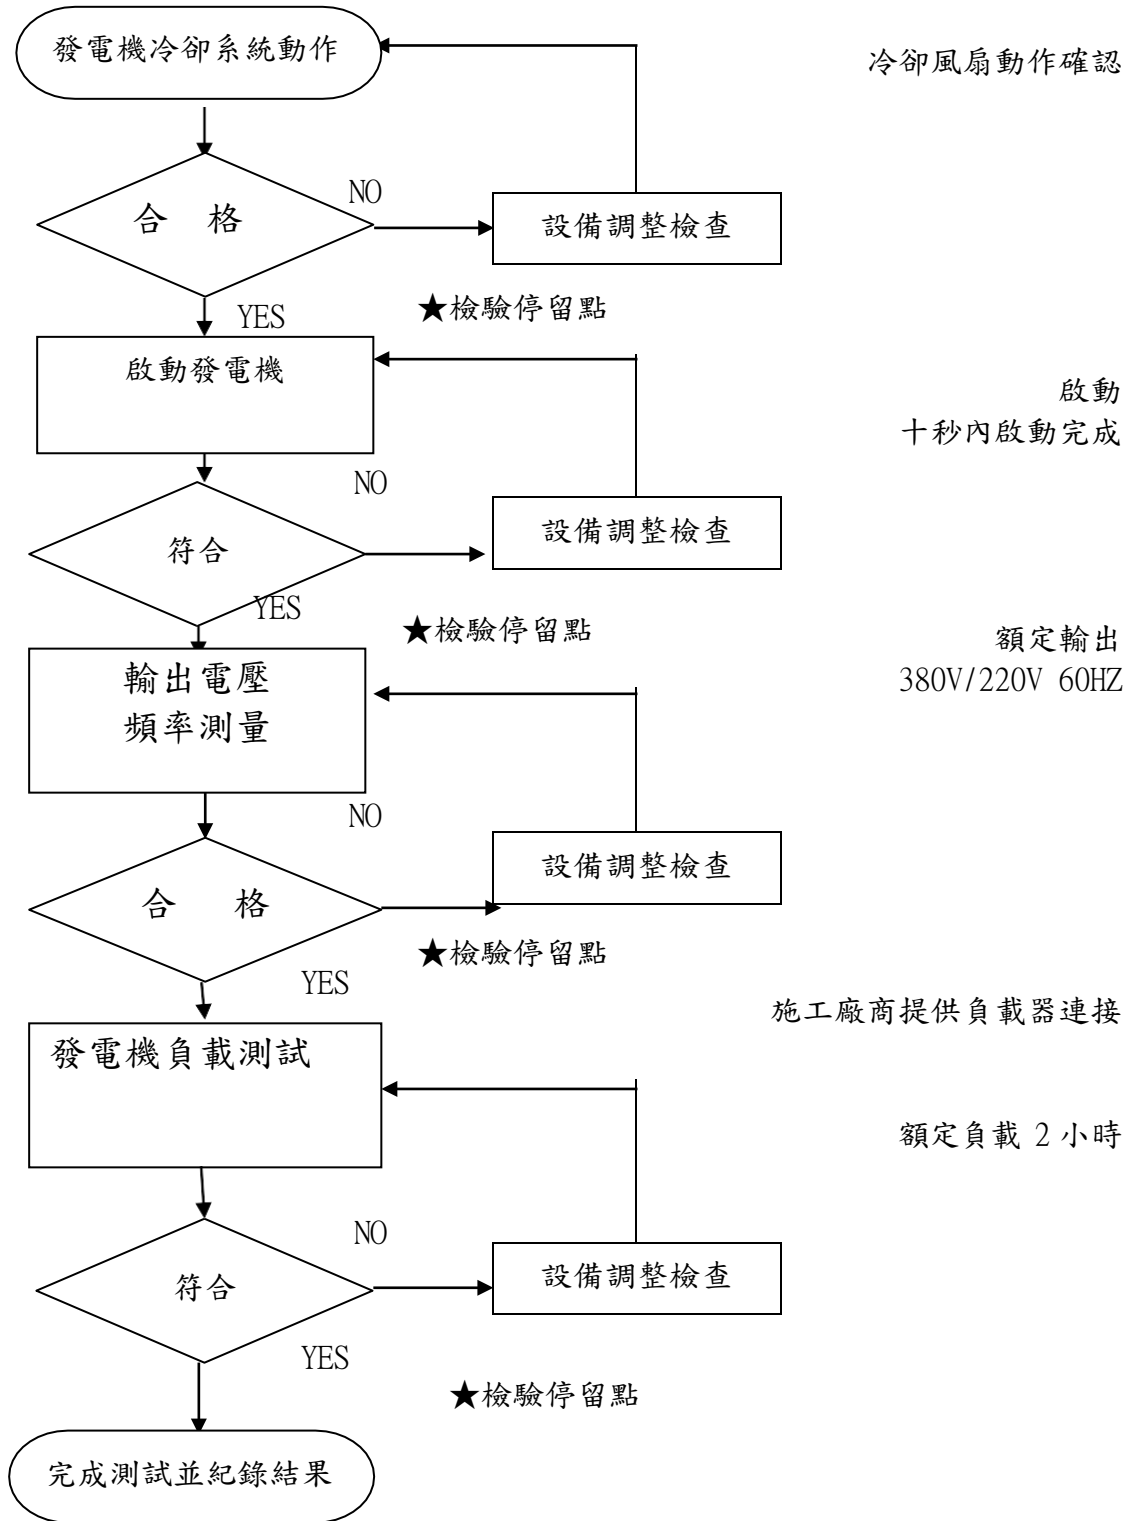 發電機冷卻系統動作
冷卻風扇動作確認
NO
合 格
設備調整檢查
YES
★檢驗停留點
啟動發電機
啟動
十秒內啟動完成
NO
符合
設備調整檢查
YES
★檢驗停留點
額定輸出
380V/220V 60HZ
輸出電壓
頻率測量
NO
設備調整檢查
合 格
★檢驗停留點
YES
施工廠商提供負載器連接
發電機負載測試
額定負載 2 小時
NO
符合
設備調整檢查
YES
★檢驗停留點
完成測試並紀錄結果